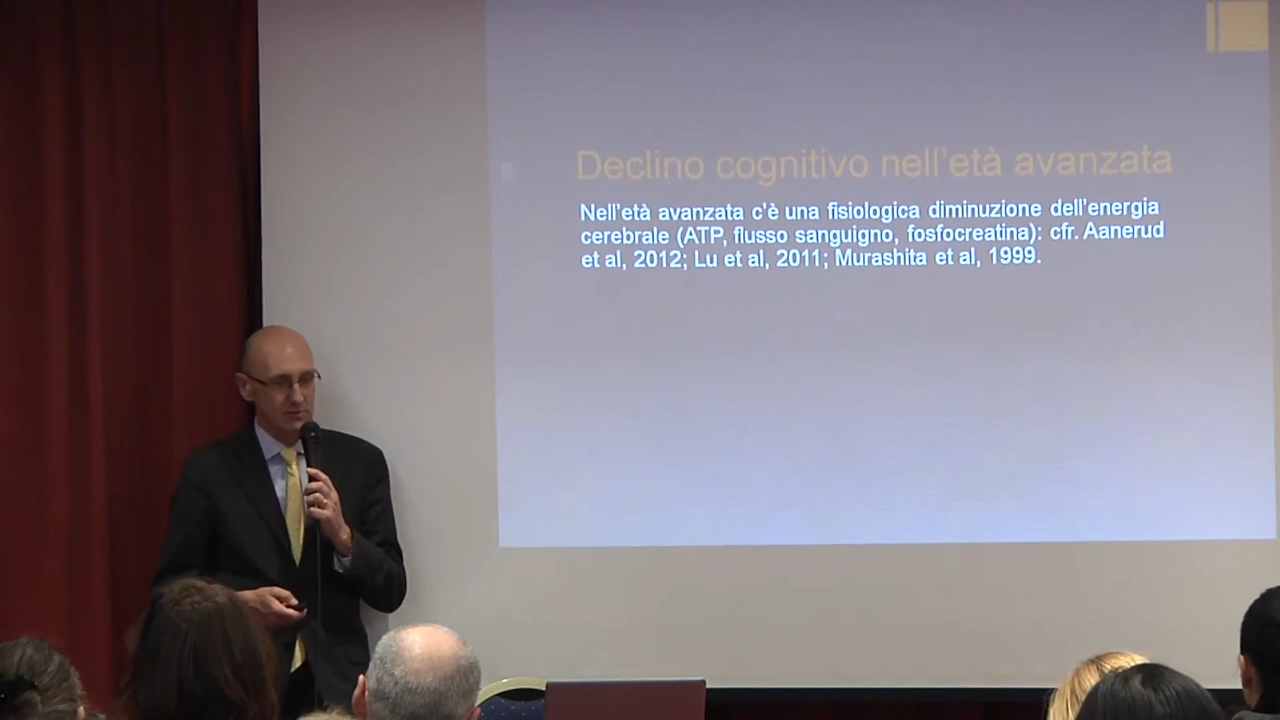 Declino cognitivo nell'età avanzata
Nell'età avanzata c'è una fisiologica diminuzione dell'energia
cerebrale (ATP, flusso sanguigno, fosfocreatina): cfr. Aanerud
et al, 2012; Lu et al, 2011; Murashita et al, 1999.